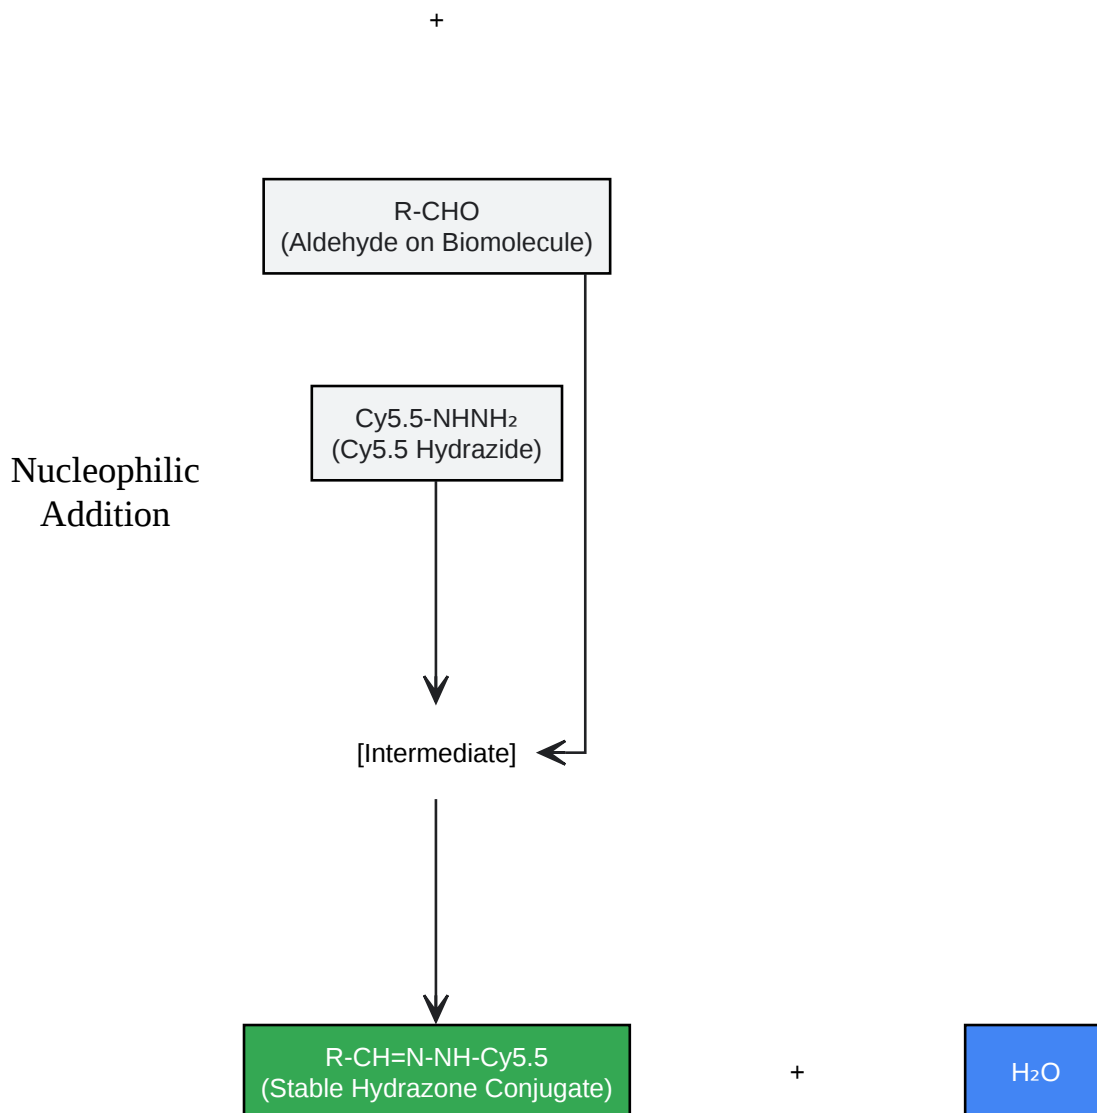 +
R-CHO
(Aldehyde on Biomolecule)
Cy5.5-NHNH₂
(Cy5.5 Hydrazide)
Nucleophilic
Addition
[Intermediate]
R-CH=N-NH-Cy5.5
(Stable Hydrazone Conjugate)
+
H₂O